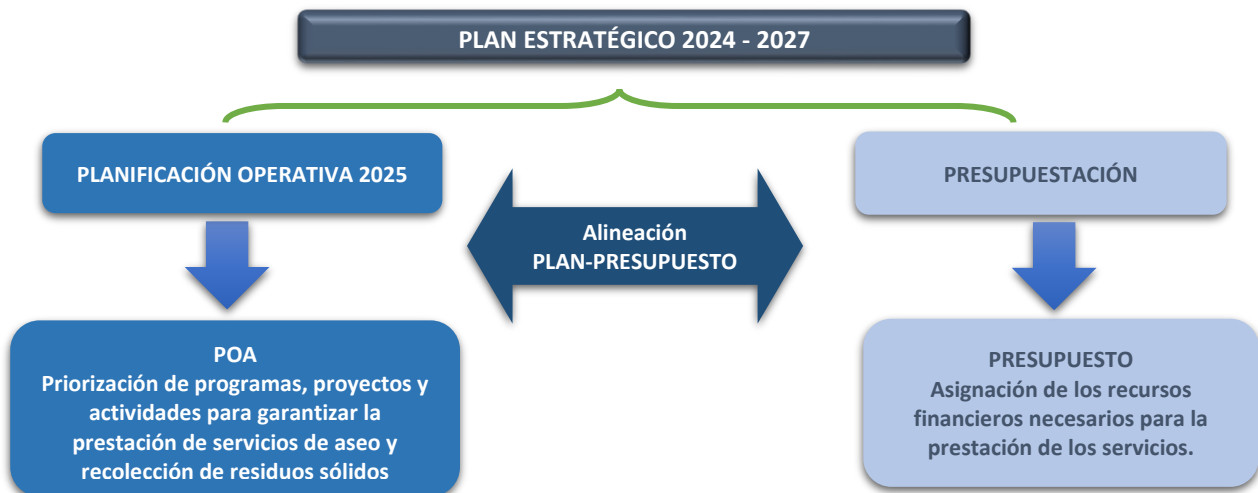 PLAN ESTRATÉGICO 2024 - 2027
PLANIFICACIÓN OPERATIVA 2025
PRESUPUESTACIÓN
Alineación
PLAN-PRESUPUESTO
POA
Priorización de programas, proyectos y
actividades para garantizar la
prestación de servicios de aseo y
recolección de residuos sólidos
PRESUPUESTO
Asignación de los recursos
financieros necesarios para la
prestación de los servicios.